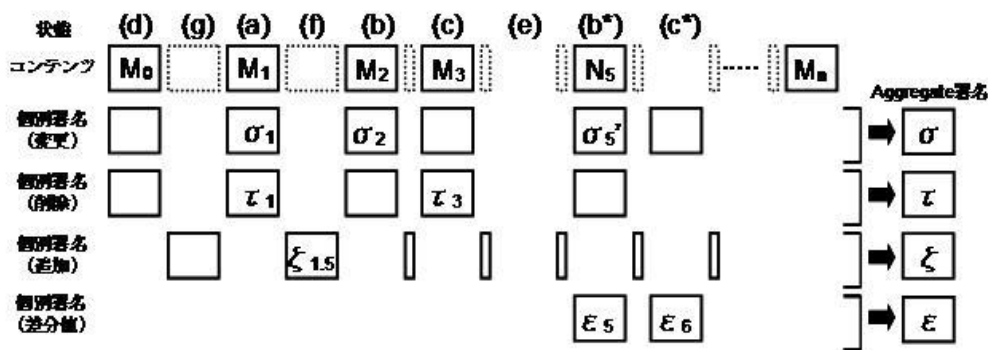 状態 (d) (g) (a) (f) (b) (c) (e) (b*) (c*)
コンテンツ M0 M1 M2 M3 N5 ······ Mn
Aggregate署名
個別署名
(変更) σ1 σ2 σ5' σ
個別署名
(削除) τ1 τ3 τ
個別署名
(追加) ξ1.5 ξ
個別署名
(差分値) ε5 ε6 ε